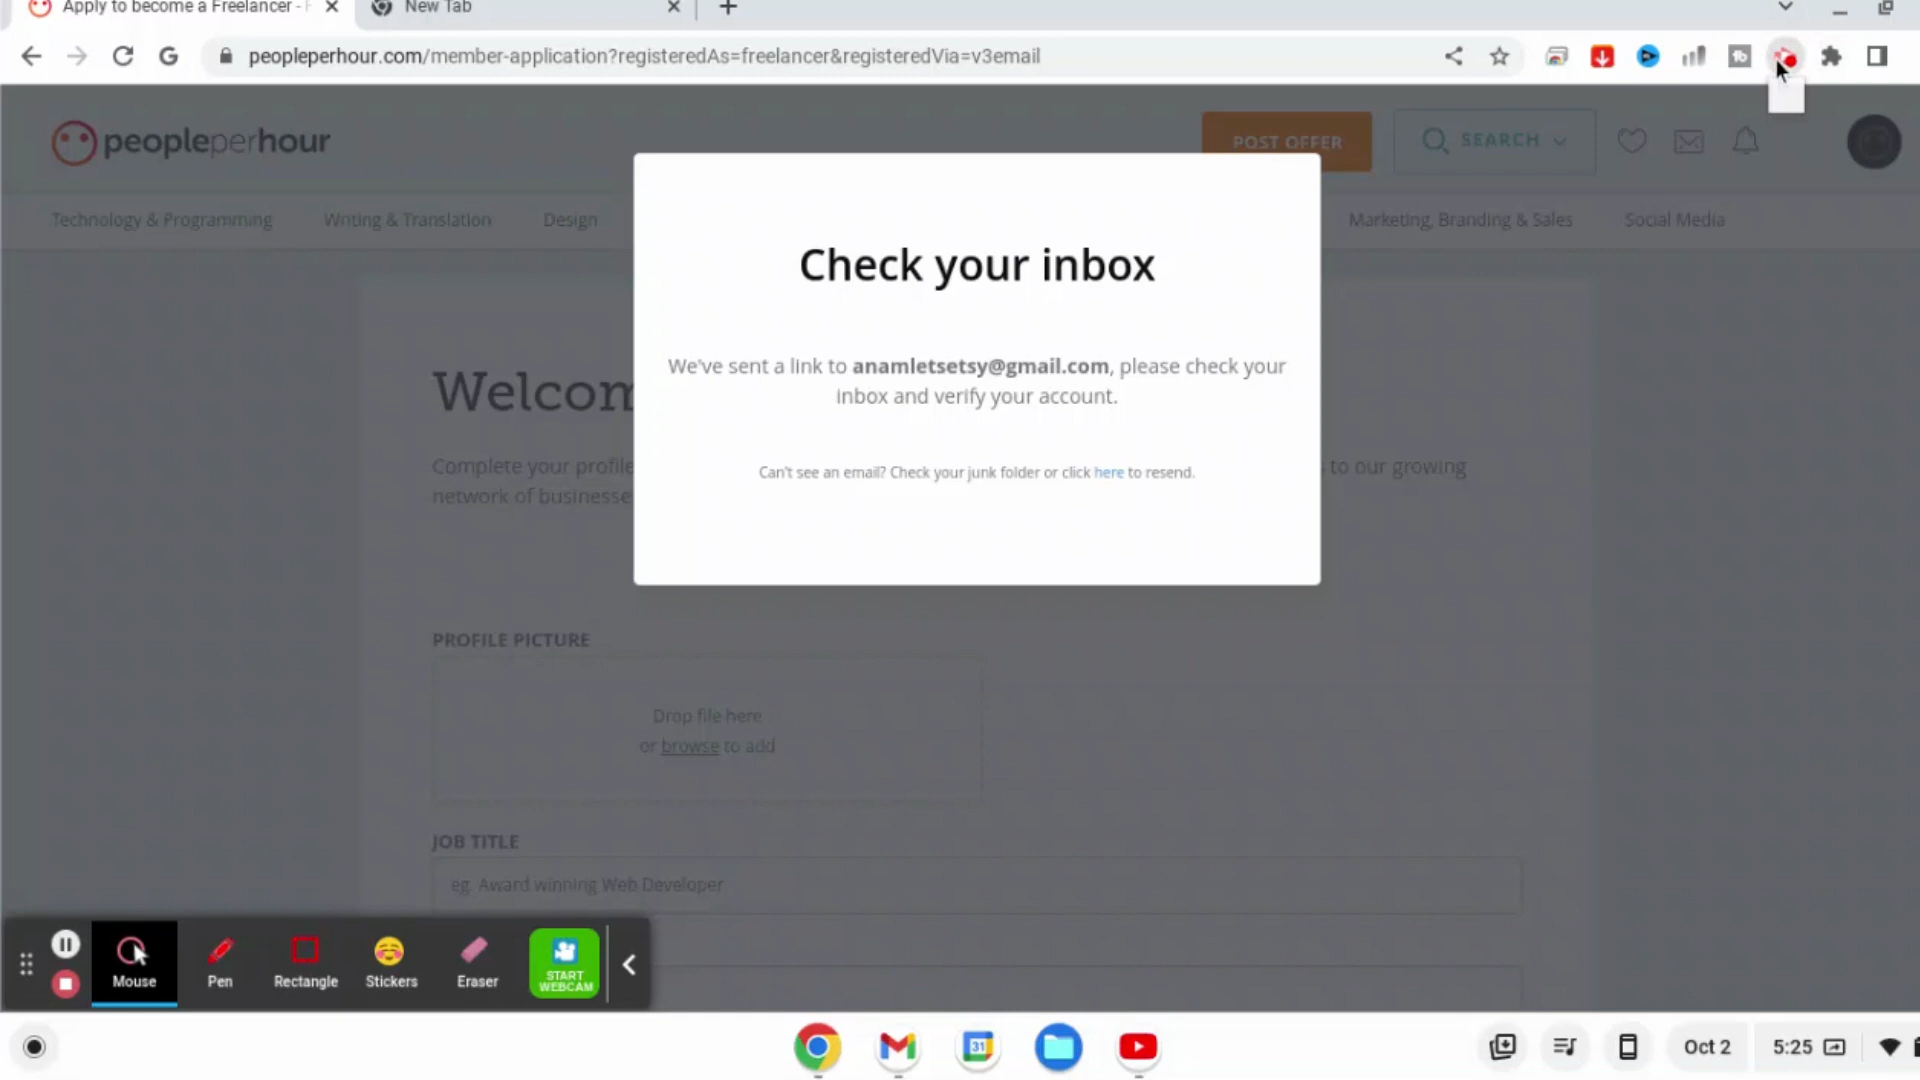 Apply to become a Freelancer -
New Tab
peopleperhour.com/member-application?registeredAs=freelancer&registeredVia=v3email
peopleperhour
POST OFFER
SEARCH
Technology & Programming
Writing & Translation
Design
Marketing, Branding & Sales
Social Media
Check your inbox
We've sent a link to anamletsetsy@gmail.com, please check your
inbox and verify your account.
Can't see an email? Check your junk folder or click here to resend.
Welcom
Complete your profile
to our growing
network of businesse
PROFILE PICTURE
Drop file here
or browse to add
JOB TITLE
eg. Award winning Web Developer
Mouse
Pen
Rectangle
Stickers
Eraser
START
WEBCAM
31
Oct 2
5:25